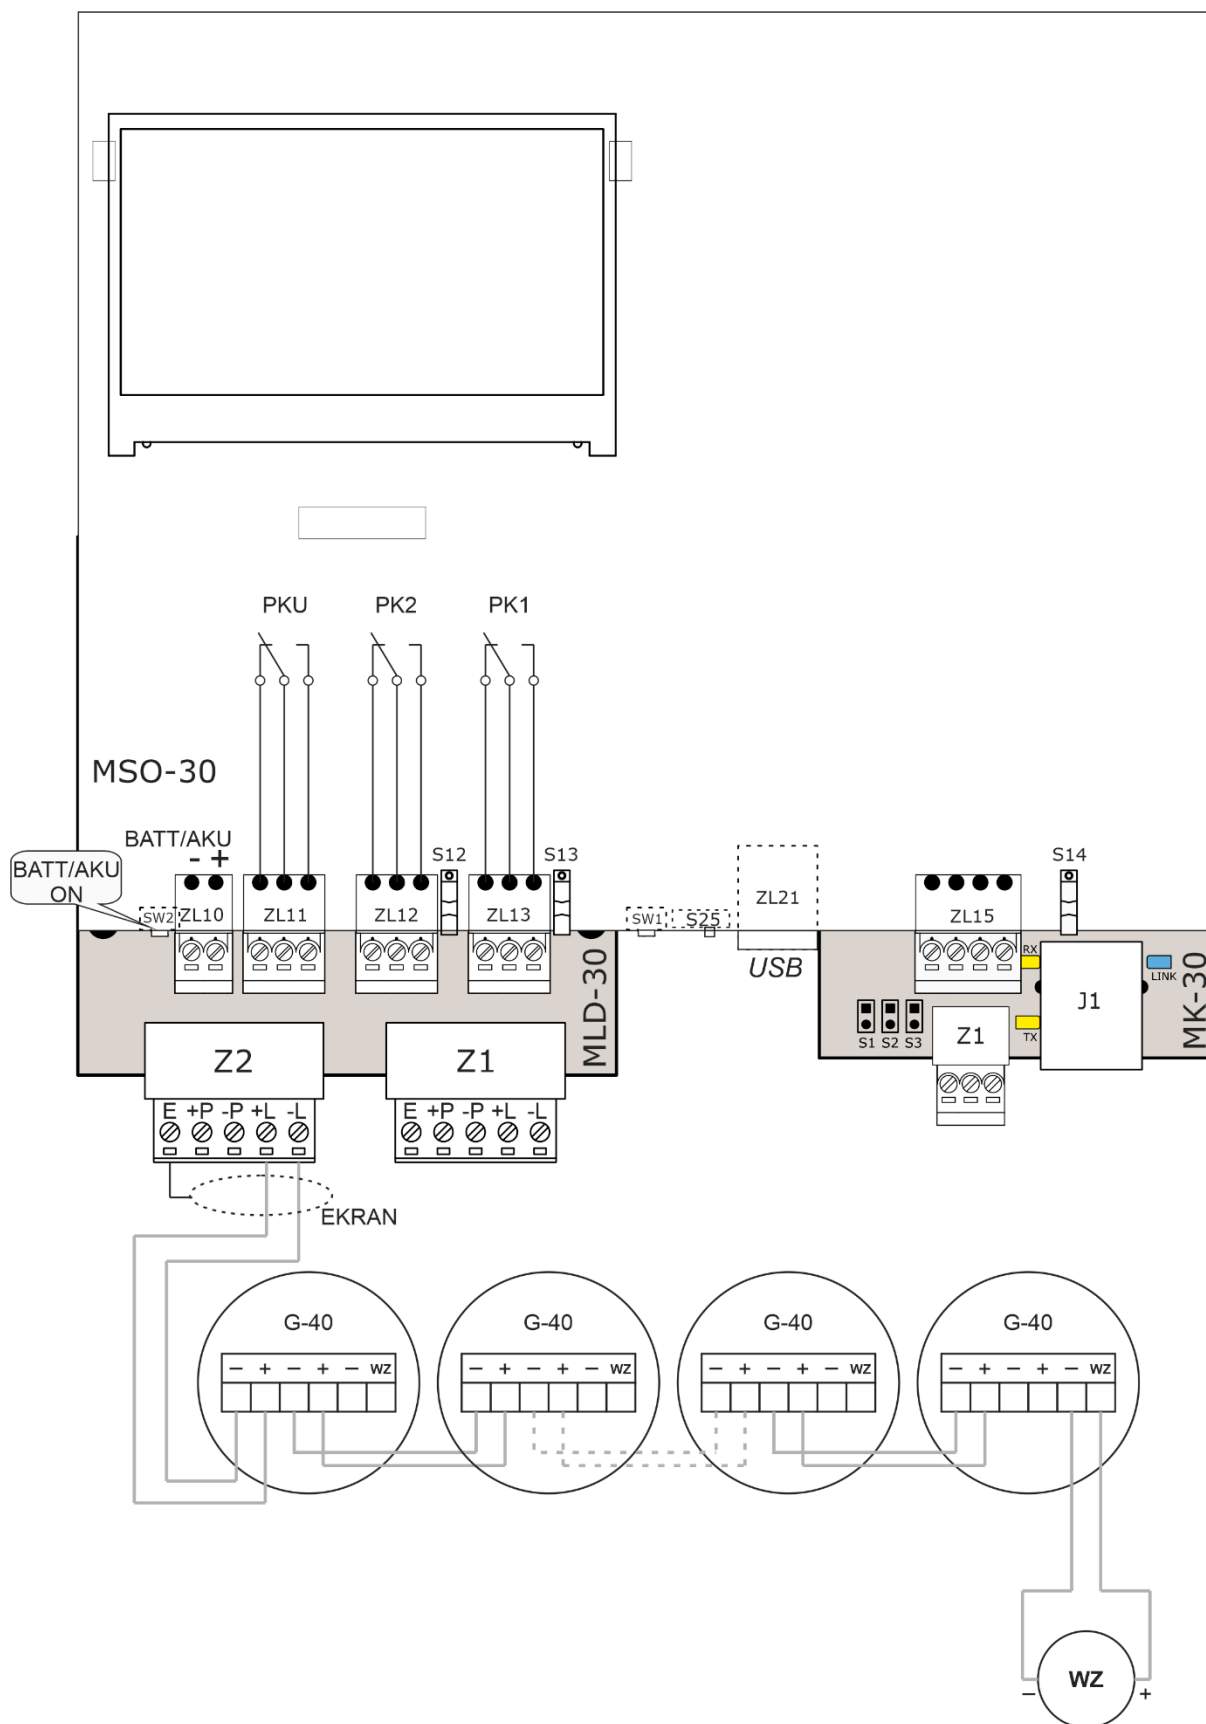 PKU PK2 PK1
MSO-30
BATT/AKU
- +
BATT/AKU
ON
S12 S13 S14
SW2 ZL10 ZL11 ZL12 ZL13 SW1 S25 ZL21 ZL15
USB
RX
LINK
J1
TX
S1 S2 S3
MLD-30
MK-30
Z2 Z1 Z1
E +P -P +L -L
E +P -P +L -L
EKRAN
G-40 G-40 G-40 G-40
− + − + − WZ
− + − + − WZ
− + − + − WZ
− + − + − WZ
WZ
− +